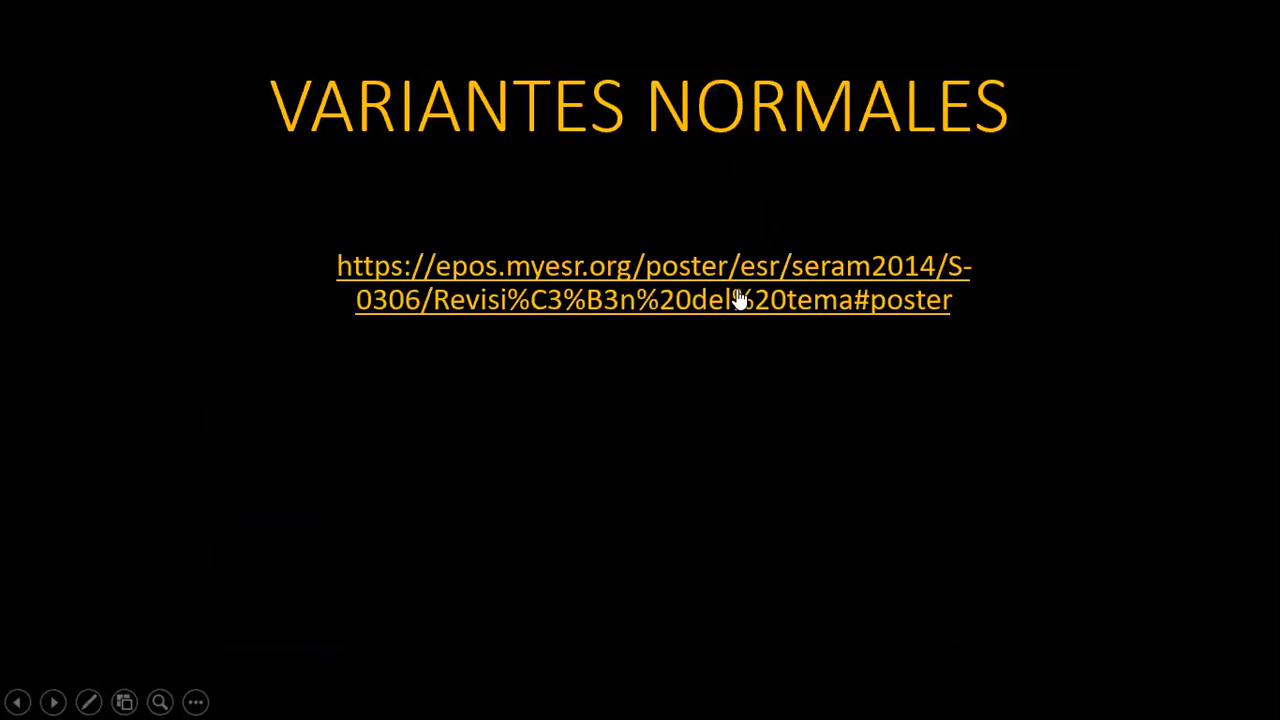 VARIANTES NORMALES
https://epos.myesr.org/poster/esr/seram2014/S-
0306/Revisi%C3%B3n%20del%20tema#poster